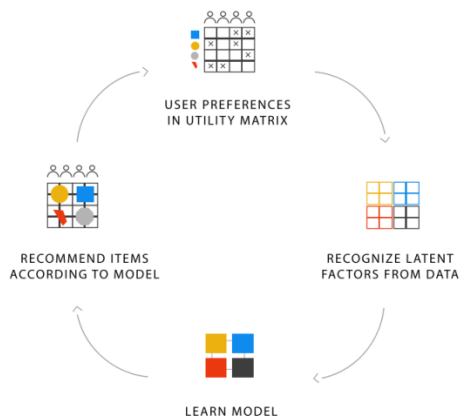 USER PREFERENCES
IN UTILITY MATRIX
RECOGNIZE LATENT
FACTORS FROM DATA
LEARN MODEL
RECOMMEND ITEMS
ACCORDING TO MODEL